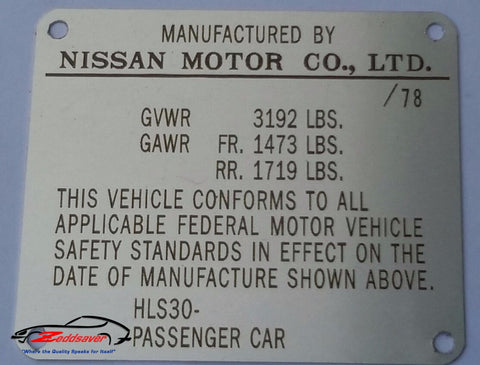 MANUFACTURED BY
NISSAN MOTOR CO., LTD.
/78
GVWR 3192 LBS.
GAWR FR. 1473 LBS.
RR. 1719 LBS.
THIS VEHICLE CONFORMS TO ALL
APPLICABLE FEDERAL MOTOR VEHICLE
SAFETY STANDARDS IN EFFECT ON THE
DATE OF MANUFACTURE SHOWN ABOVE.
HLS30-
PASSENGER CAR
Zeddsaver
"Where the Quality Speaks for Itself"